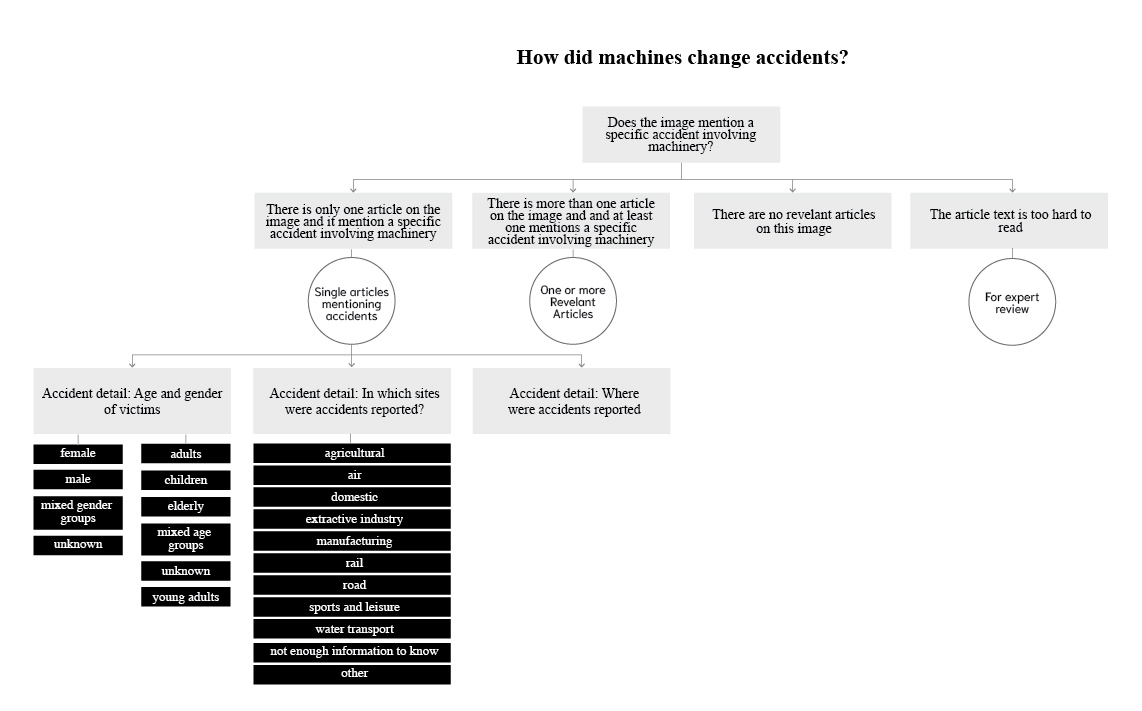 How did machines change accidents?
Does the image mention a
specific accident involving
machinery?
There is only one article on the
image and it mention a specific
accident involving machinery
There is more than one article
on the image and and at least
one mentions a specific
accident involving machinery
There are no revelant articles
on this image
The article text is too hard to
read
Single articles
mentioning
accidents
One or more
Revelant
Articles
For expert
review
Accident detail: Age and gender
of victims
Accident detail: In which sites
were accidents reported?
Accident detail: Where
were accidents reported
female
male
mixed gender
groups
unknown
adults
children
elderly
mixed age
groups
unknown
young adults
agricultural
air
domestic
extractive industry
manufacturing
rail
road
sports and leisure
water transport
not enough information to know
other